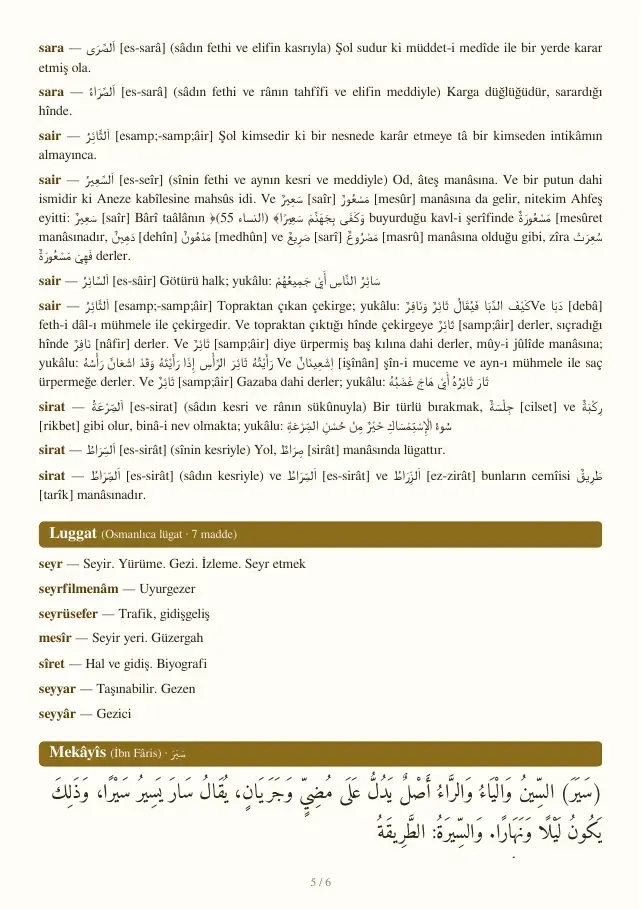 sara — اَلصَّرَى [es-sarâ] (sâdın fethi ve elifin kasrıyla) Şol sudur ki müddet-i medîde ile bir yerde karar
etmiş ola.
sara — اَلصَّرَاءُ [es-sarâ] (sâdın fethi ve rânın tahfîfi ve elifin meddiyle) Karga düğlüğüdür, sarardığı
hînde.
sair — اَلثَّائِرُ [esamp;-samp;âir] Şol kimsedir ki bir nesnede karâr etmeye tâ bir kimseden intikâmın
almayınca.
sair — اَلسَّعِيرُ [es-seîr] (sînin fethi ve aynın kesri ve meddiyle) Od, âteş manâsına. Ve bir putun dahi
ismidir ki Aneze kabîlesine mahsûs idi. Ve سَعِيرٌ [saîr] مَسْعُورٌ [mesûr] manâsına da gelir, nitekim Ahfeş
eyitti: سَعِيرٌ [saîr] Bârî taâlânın ﴿وَكَفَى بِجَهَنَّمَ سَعِيرًا﴾ (النساء 55) buyurduğu kavl-i şerîfinde مَسْعُورَةٌ [mesûret
manâsınadır, دَهِينٌ [dehîn] مَدْهُونٌ [medhûn] ve صَرِيعٌ [sarî] مَصْرُوعٌ [masrû] manâsına olduğu gibi, zîra سُعِرَتْ
فَهِيَ مَسْعُورَةٌ derler.
sair — اَلسَّائِرُ [es-sâir] Götürü halk; yukâlu: سَائِرُ النَّاسِ أَيْ جَمِيعُهُمْ
sair — اَلثَّائِرُ [esamp;-samp;âir] Topraktan çıkan çekirge; yukâlu: كَيْفَ الدَّبَا فَيُقَالُ ثَائِرٌ وَنَافِرٌVe دَبَا [debâ]
feth-i dâl-ı mühmele ile çekirgedir. Ve topraktan çıktığı hînde çekirgeye ثَائِرٌ [samp;âir] derler, sıçradığı
hînde نَافِرٌ [nâfir] derler. Ve ثَائِرٌ [samp;âir] diye ürpermiş baş kılına dahi derler, mûy-i jûlîde manâsına;
yukâlu: رَأَيْتُهُ ثَائِرَ الرَّأْسِ إِذَا رَأَيْتَهُ وَقَدْ اشْعَانَّ رَأْسُهُ Ve اِشْعِينَانٌ [işînân] şîn-i muceme ve ayn-ı mühmele ile saç
ürpermeğe derler. Ve ثَائِرٌ [samp;âir] Gazaba dahi derler; yukâlu: ثَارَ ثَائِرُهُ أَيْ هَاجَ غَضَبُهُ
sirat — اَلصِّرْعَةُ [es-sirat] (sâdın kesri ve rânın sükûnuyla) Bir türlü bırakmak, جِلْسَةٌ [cilset] ve رِكْبَةٌ
[rikbet] gibi olur, binâ-i nev olmakta; yukâlu: سُوءُ الْاِسْتِمْسَاكِ خَيْرٌ مِنْ حُسْنِ الصِّرْعَةِ
sirat — اَلسِّرَاطُ [es-sirât] (sînin kesriyle) Yol, صِرَاطٌ [sirât] manâsında lügattır.
sirat — اَلصِّرَاطُ [es-sirât] (sâdın kesriyle) ve اَلسِّرَاطُ [es-sirât] ve اَلزِّرَاطُ [ez-zirât] bunların cemîisi طَرِيقٌ
[tarîk] manâsınadır.
Luggat (Osmanlıca lügat · 7 madde)
seyr — Seyir. Yürüme. Gezi. İzleme. Seyr etmek
seyrfilmenâm — Uyurgezer
seyrüsefer — Trafik, gidişgeliş
mesîr — Seyir yeri. Güzergah
sîret — Hal ve gidiş. Biyografi
seyyar — Taşınabilir. Gezen
seyyâr — Gezici
Mekâyîs (İbn Fâris) · سَيَرَ
(سَيَرَ) السِّينُ وَالْيَاءُ وَالرَّاءُ أَصْلٌ يَدُلُّ عَلَى مُضِيٍّ وَجَرَيَانٍ، يُقَالُ سَارَ يَسِيرُ سَيْرًا، وَذَلِكَ
يَكُونُ لَيْلًا وَنَهَارًا. وَالسِّيرَةُ: الطَّرِيقَةُ
5 / 6